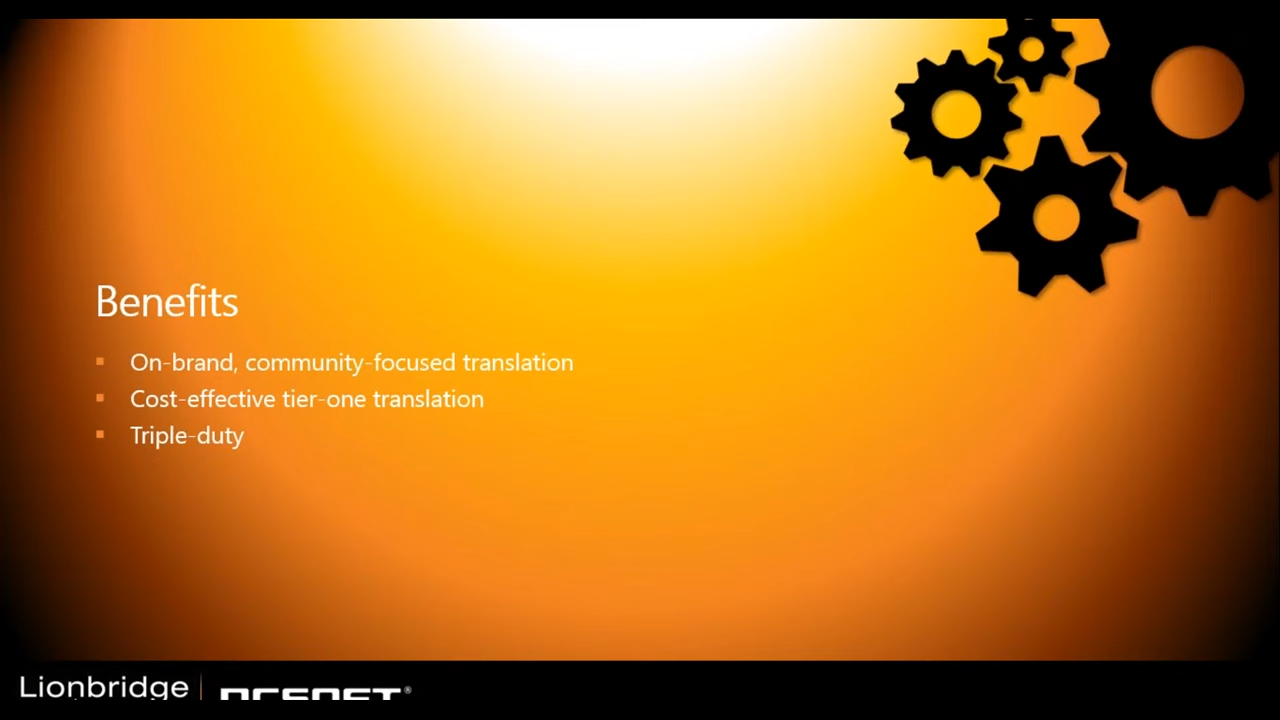 Benefits
On-brand, community-focused translation
Cost-effective tier-one translation
Triple-duty
Lionbridge